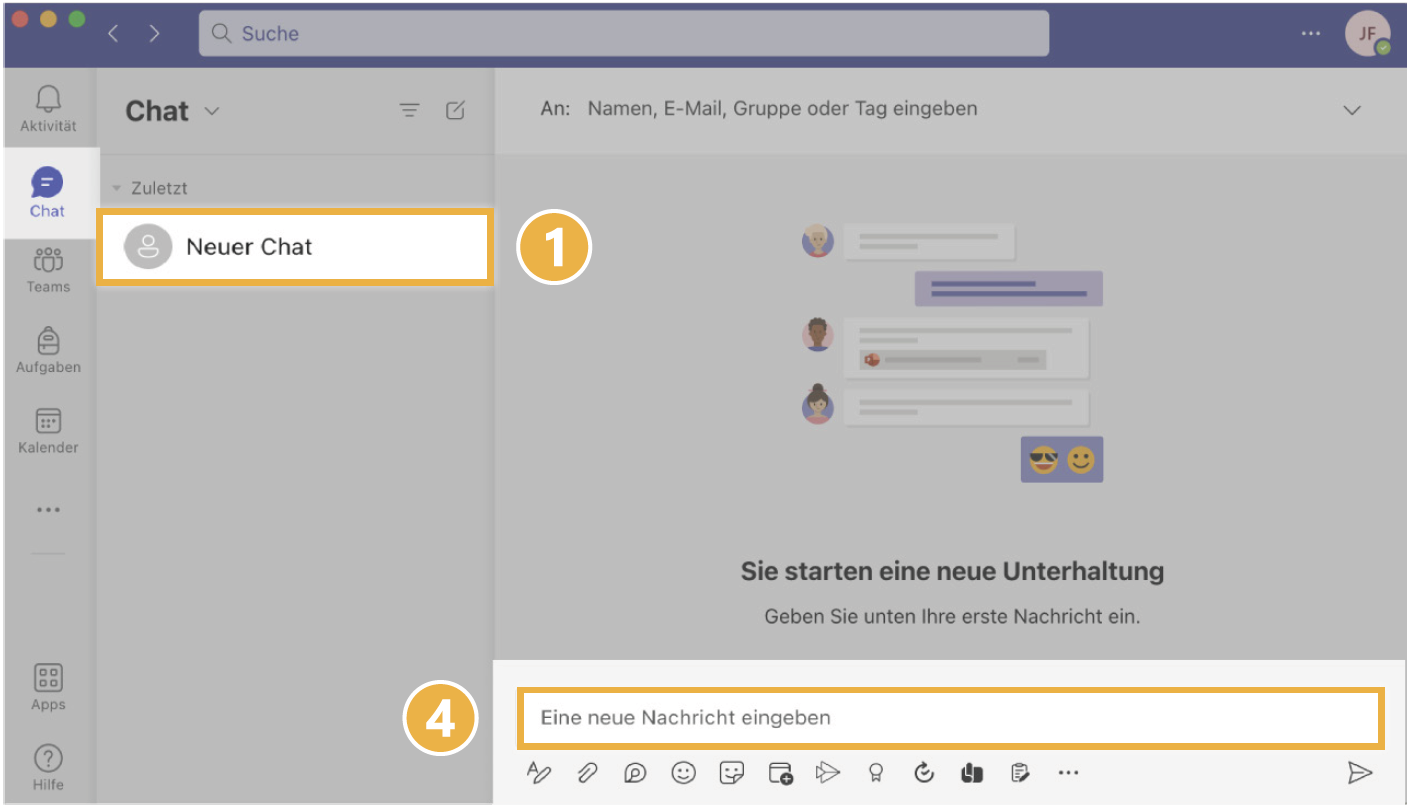 Suche
JF
Aktivität
Chat
Teams
Aufgaben
Kalender
Apps
Hilfe
Chat
Zuletzt
Neuer Chat
1
An: Namen, E-Mail, Gruppe oder Tag eingeben
Sie starten eine neue Unterhaltung
Geben Sie unten Ihre erste Nachricht ein.
4
Eine neue Nachricht eingeben